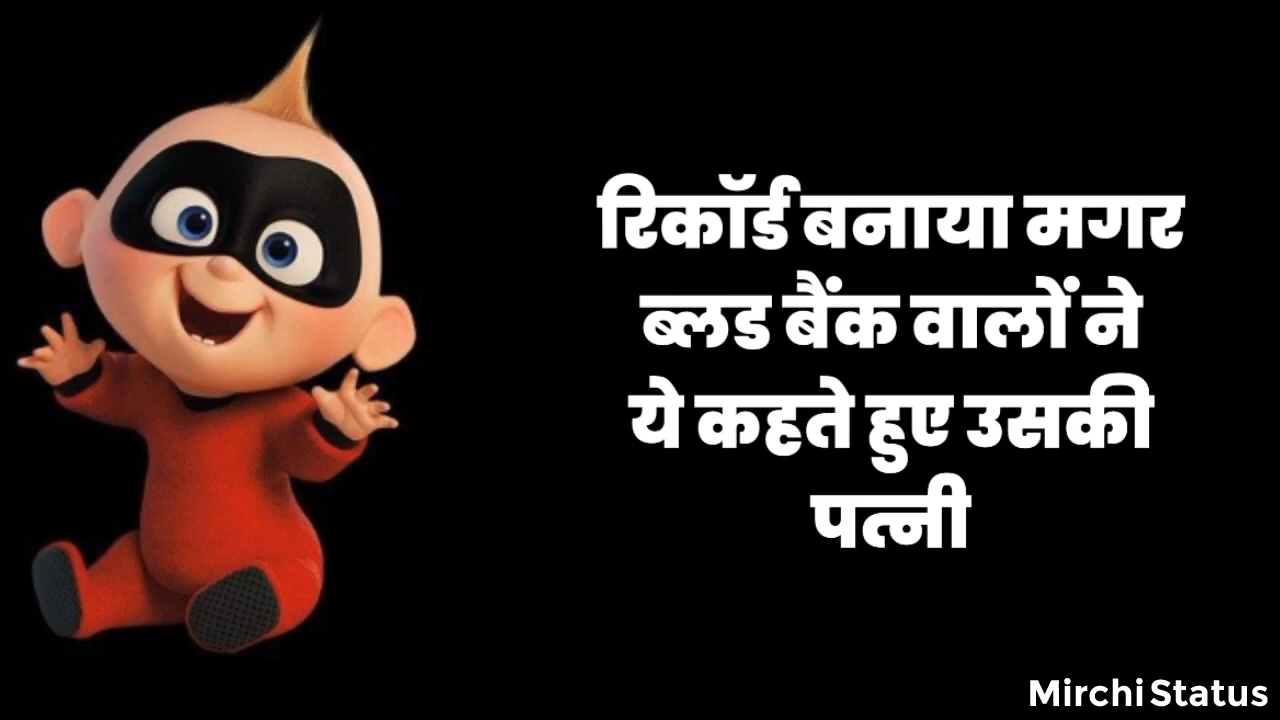 रिकॉर्ड बनाया मगर
ब्लड बैंक वालों ने
ये कहते हुए उसकी
पत्नी
Mirchi Status